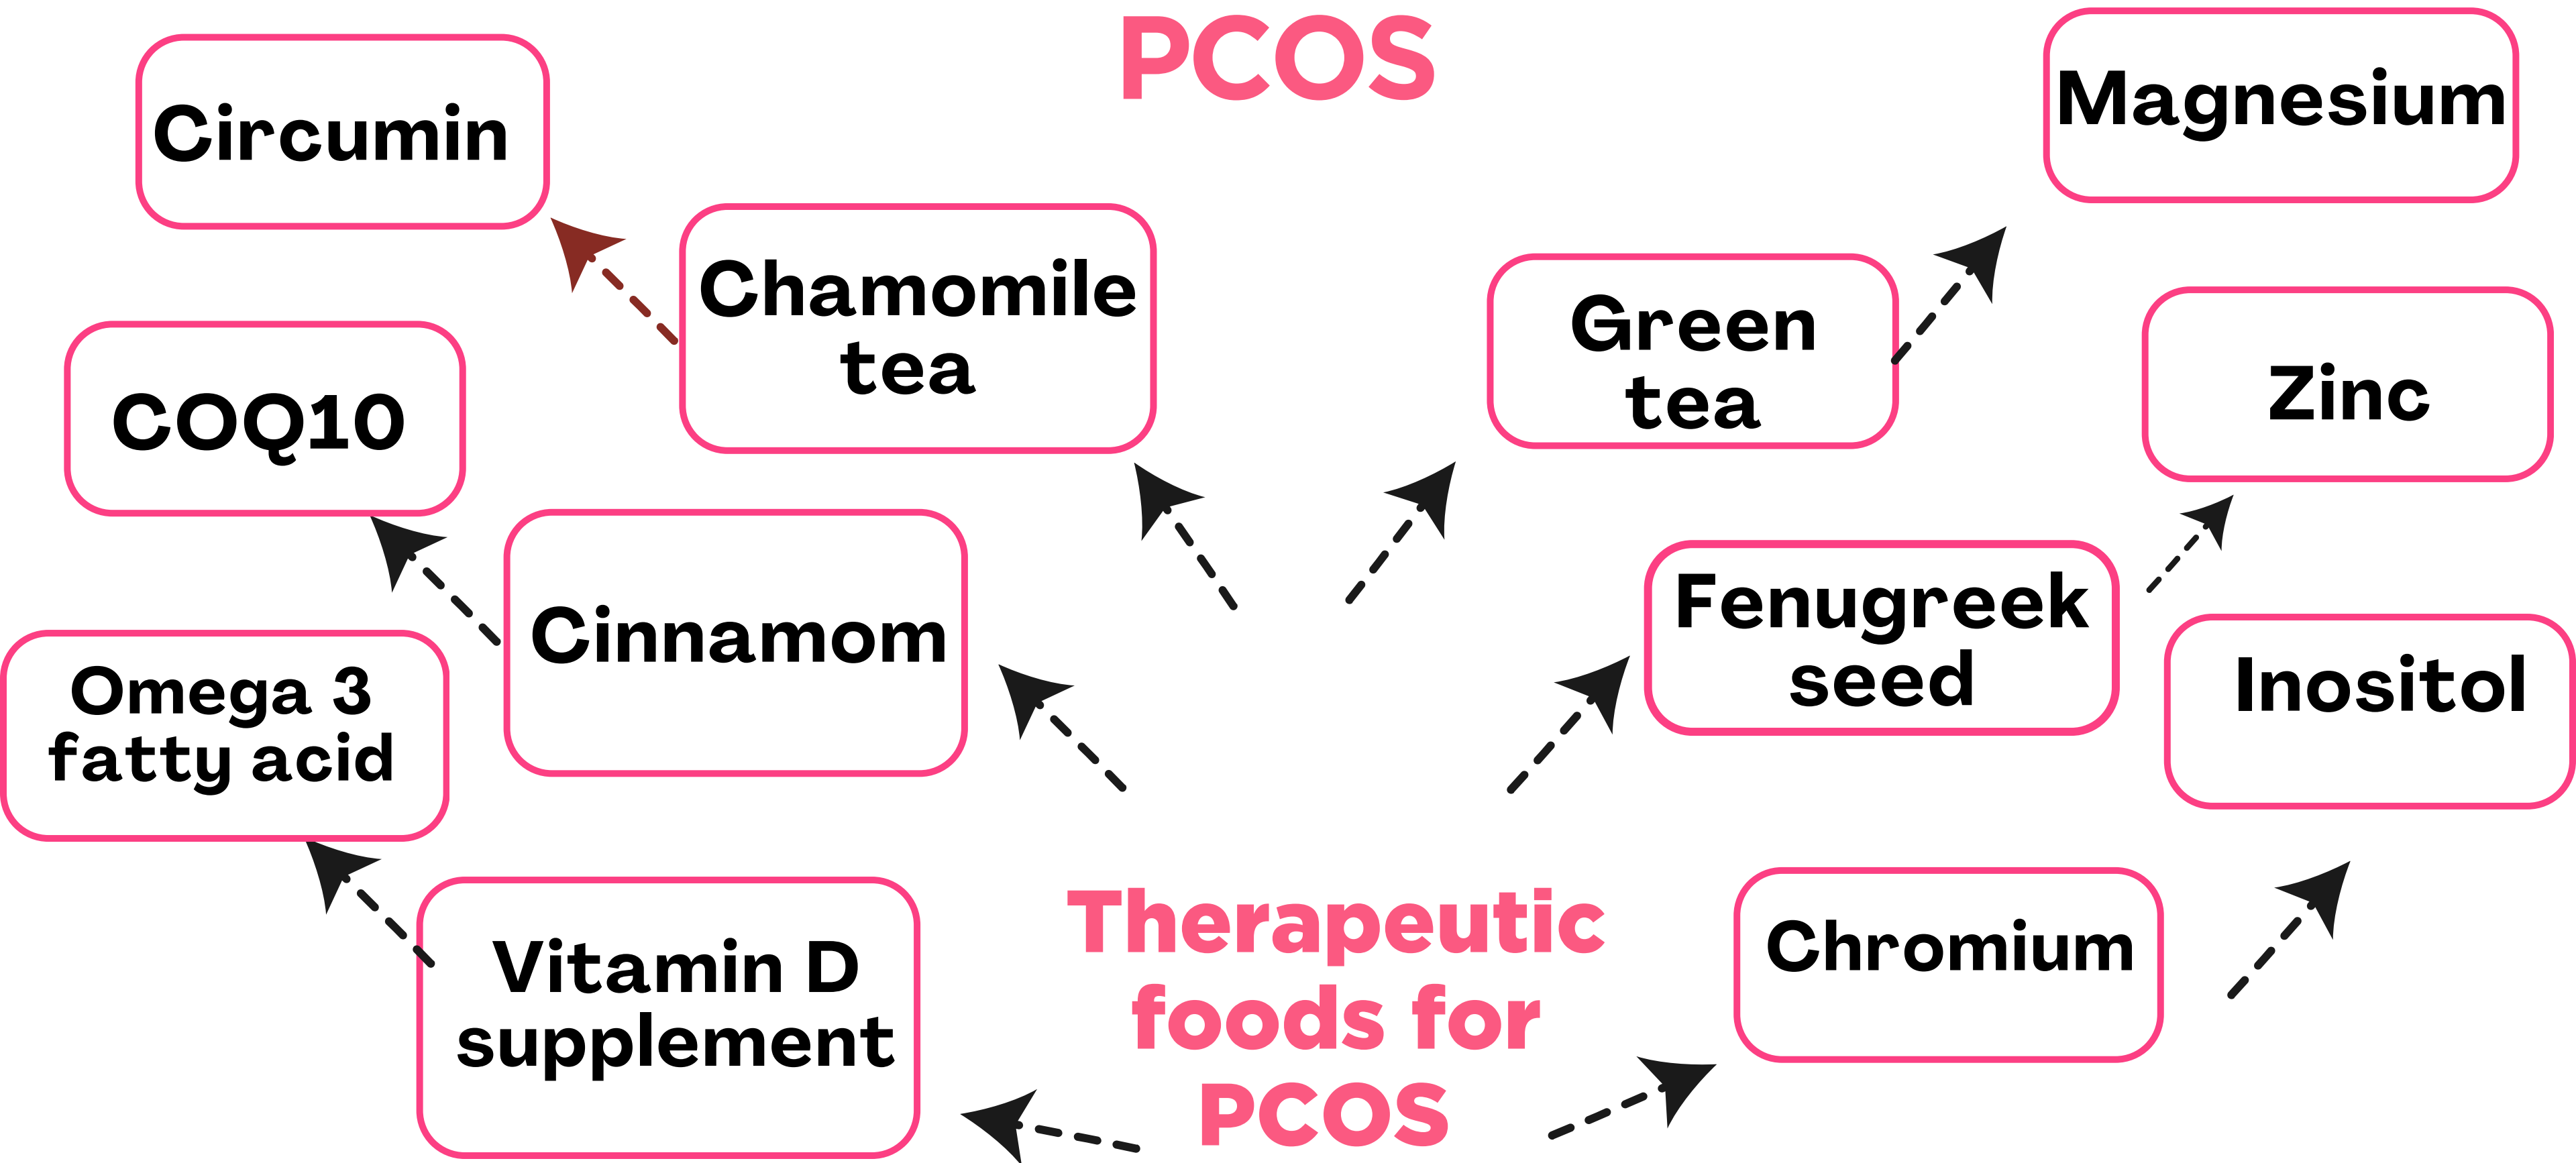 PCOS
Circumin
Magnesium
Chamomile
tea
Green
tea
COQ10
Zinc
Cinnamom
Fenugreek
seed
Omega 3
fatty acid
Inositol
Vitamin D
supplement
Therapeutic
foods for
PCOS
Chromium